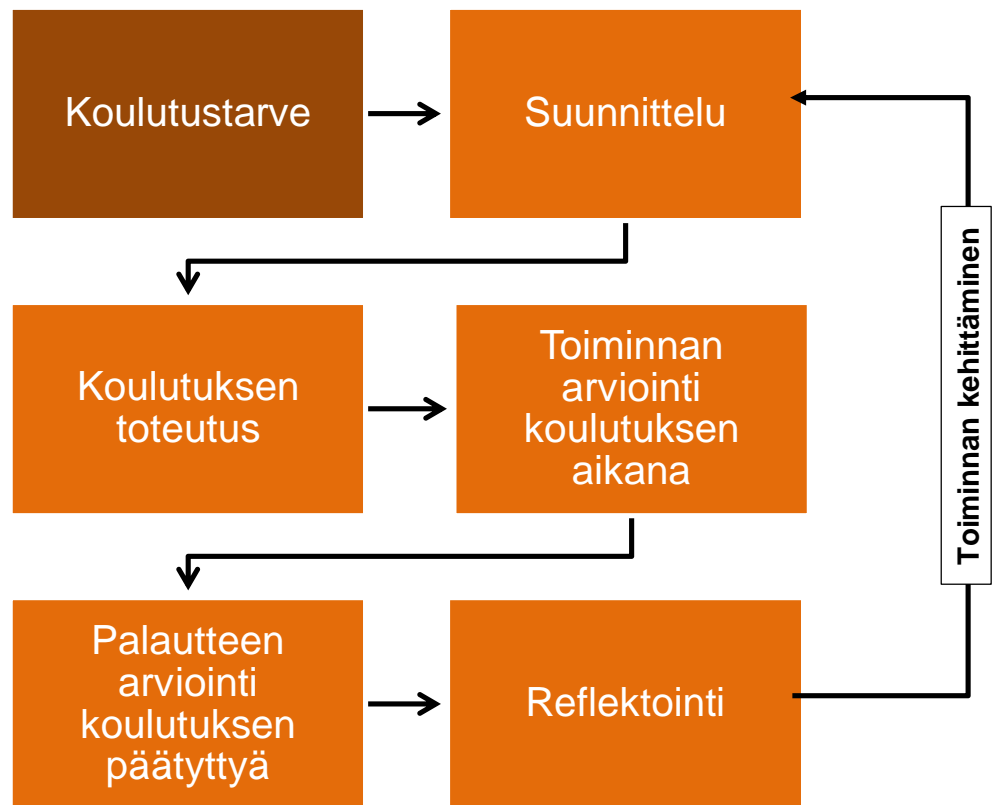 Koulutustarve
Suunnittelu
Koulutuksen
toteutus
Toiminnan
arviointi
koulutuksen
aikana
Palautteen
arviointi
koulutuksen
päätyttyä
Reflektointi
Toiminnan kehittäminen